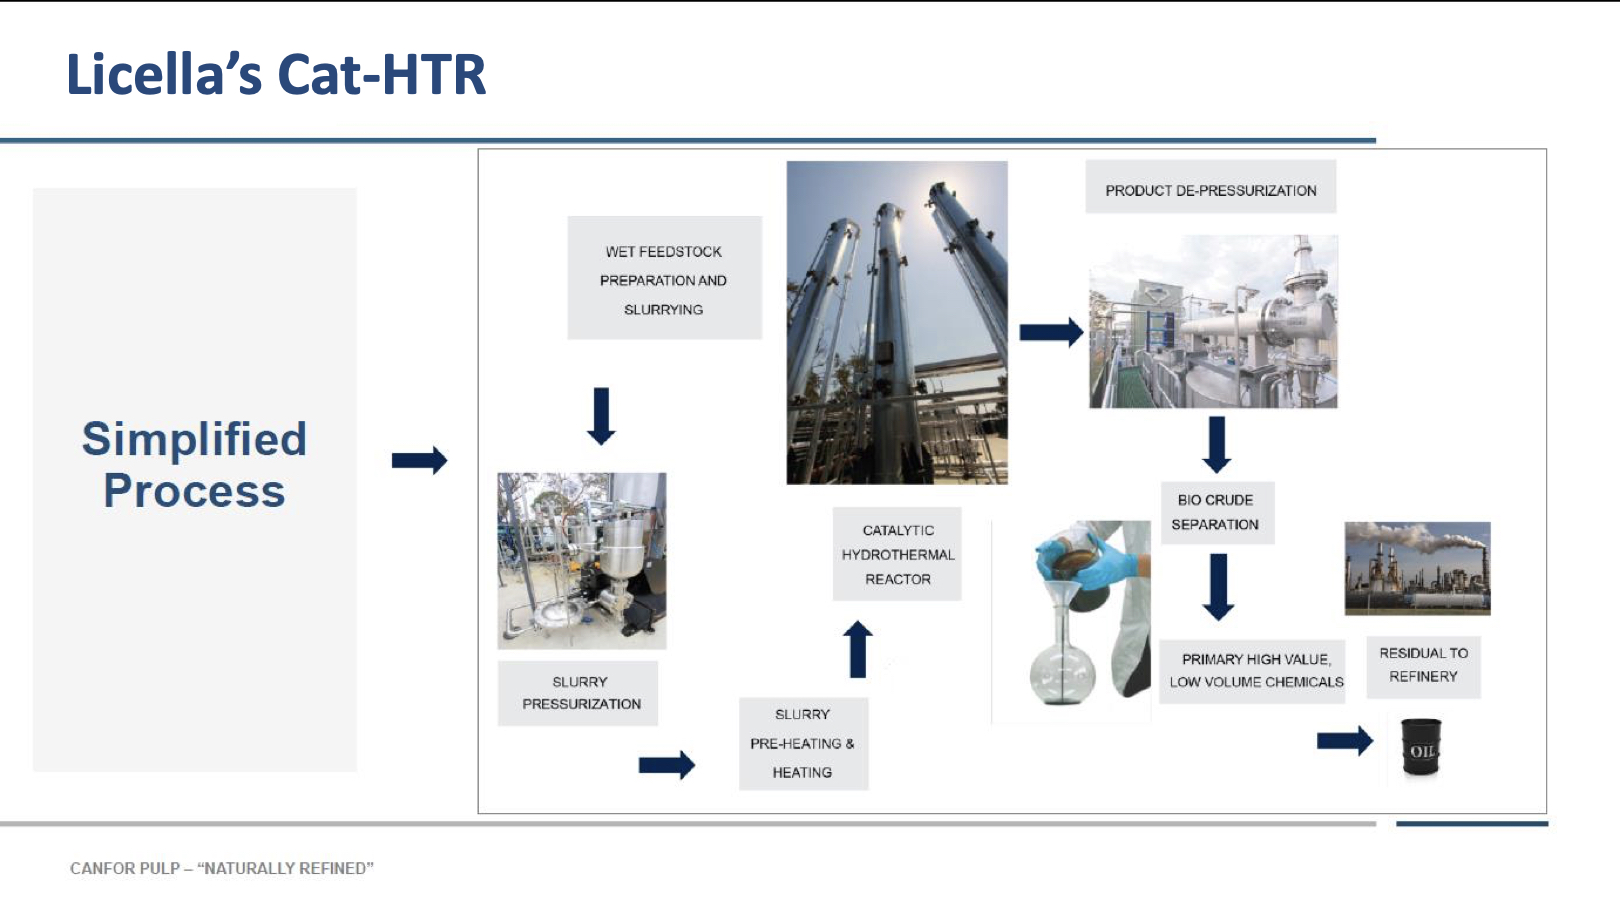 Licella’s Cat-HTR
Simplified
Process
WET FEEDSTOCK
PREPARATION AND
SLURRYING
SLURRY
PRESSURIZATION
SLURRY
PRE-HEATING &
HEATING
CATALYTIC
HYDROTHERMAL
REACTOR
PRODUCT DE-PRESSURIZATION
BIO CRUDE
SEPARATION
PRIMARY HIGH VALUE,
LOW VOLUME CHEMICALS
RESIDUAL TO
REFINERY
OIL
CANFOR PULP – “NATURALLY REFINED”